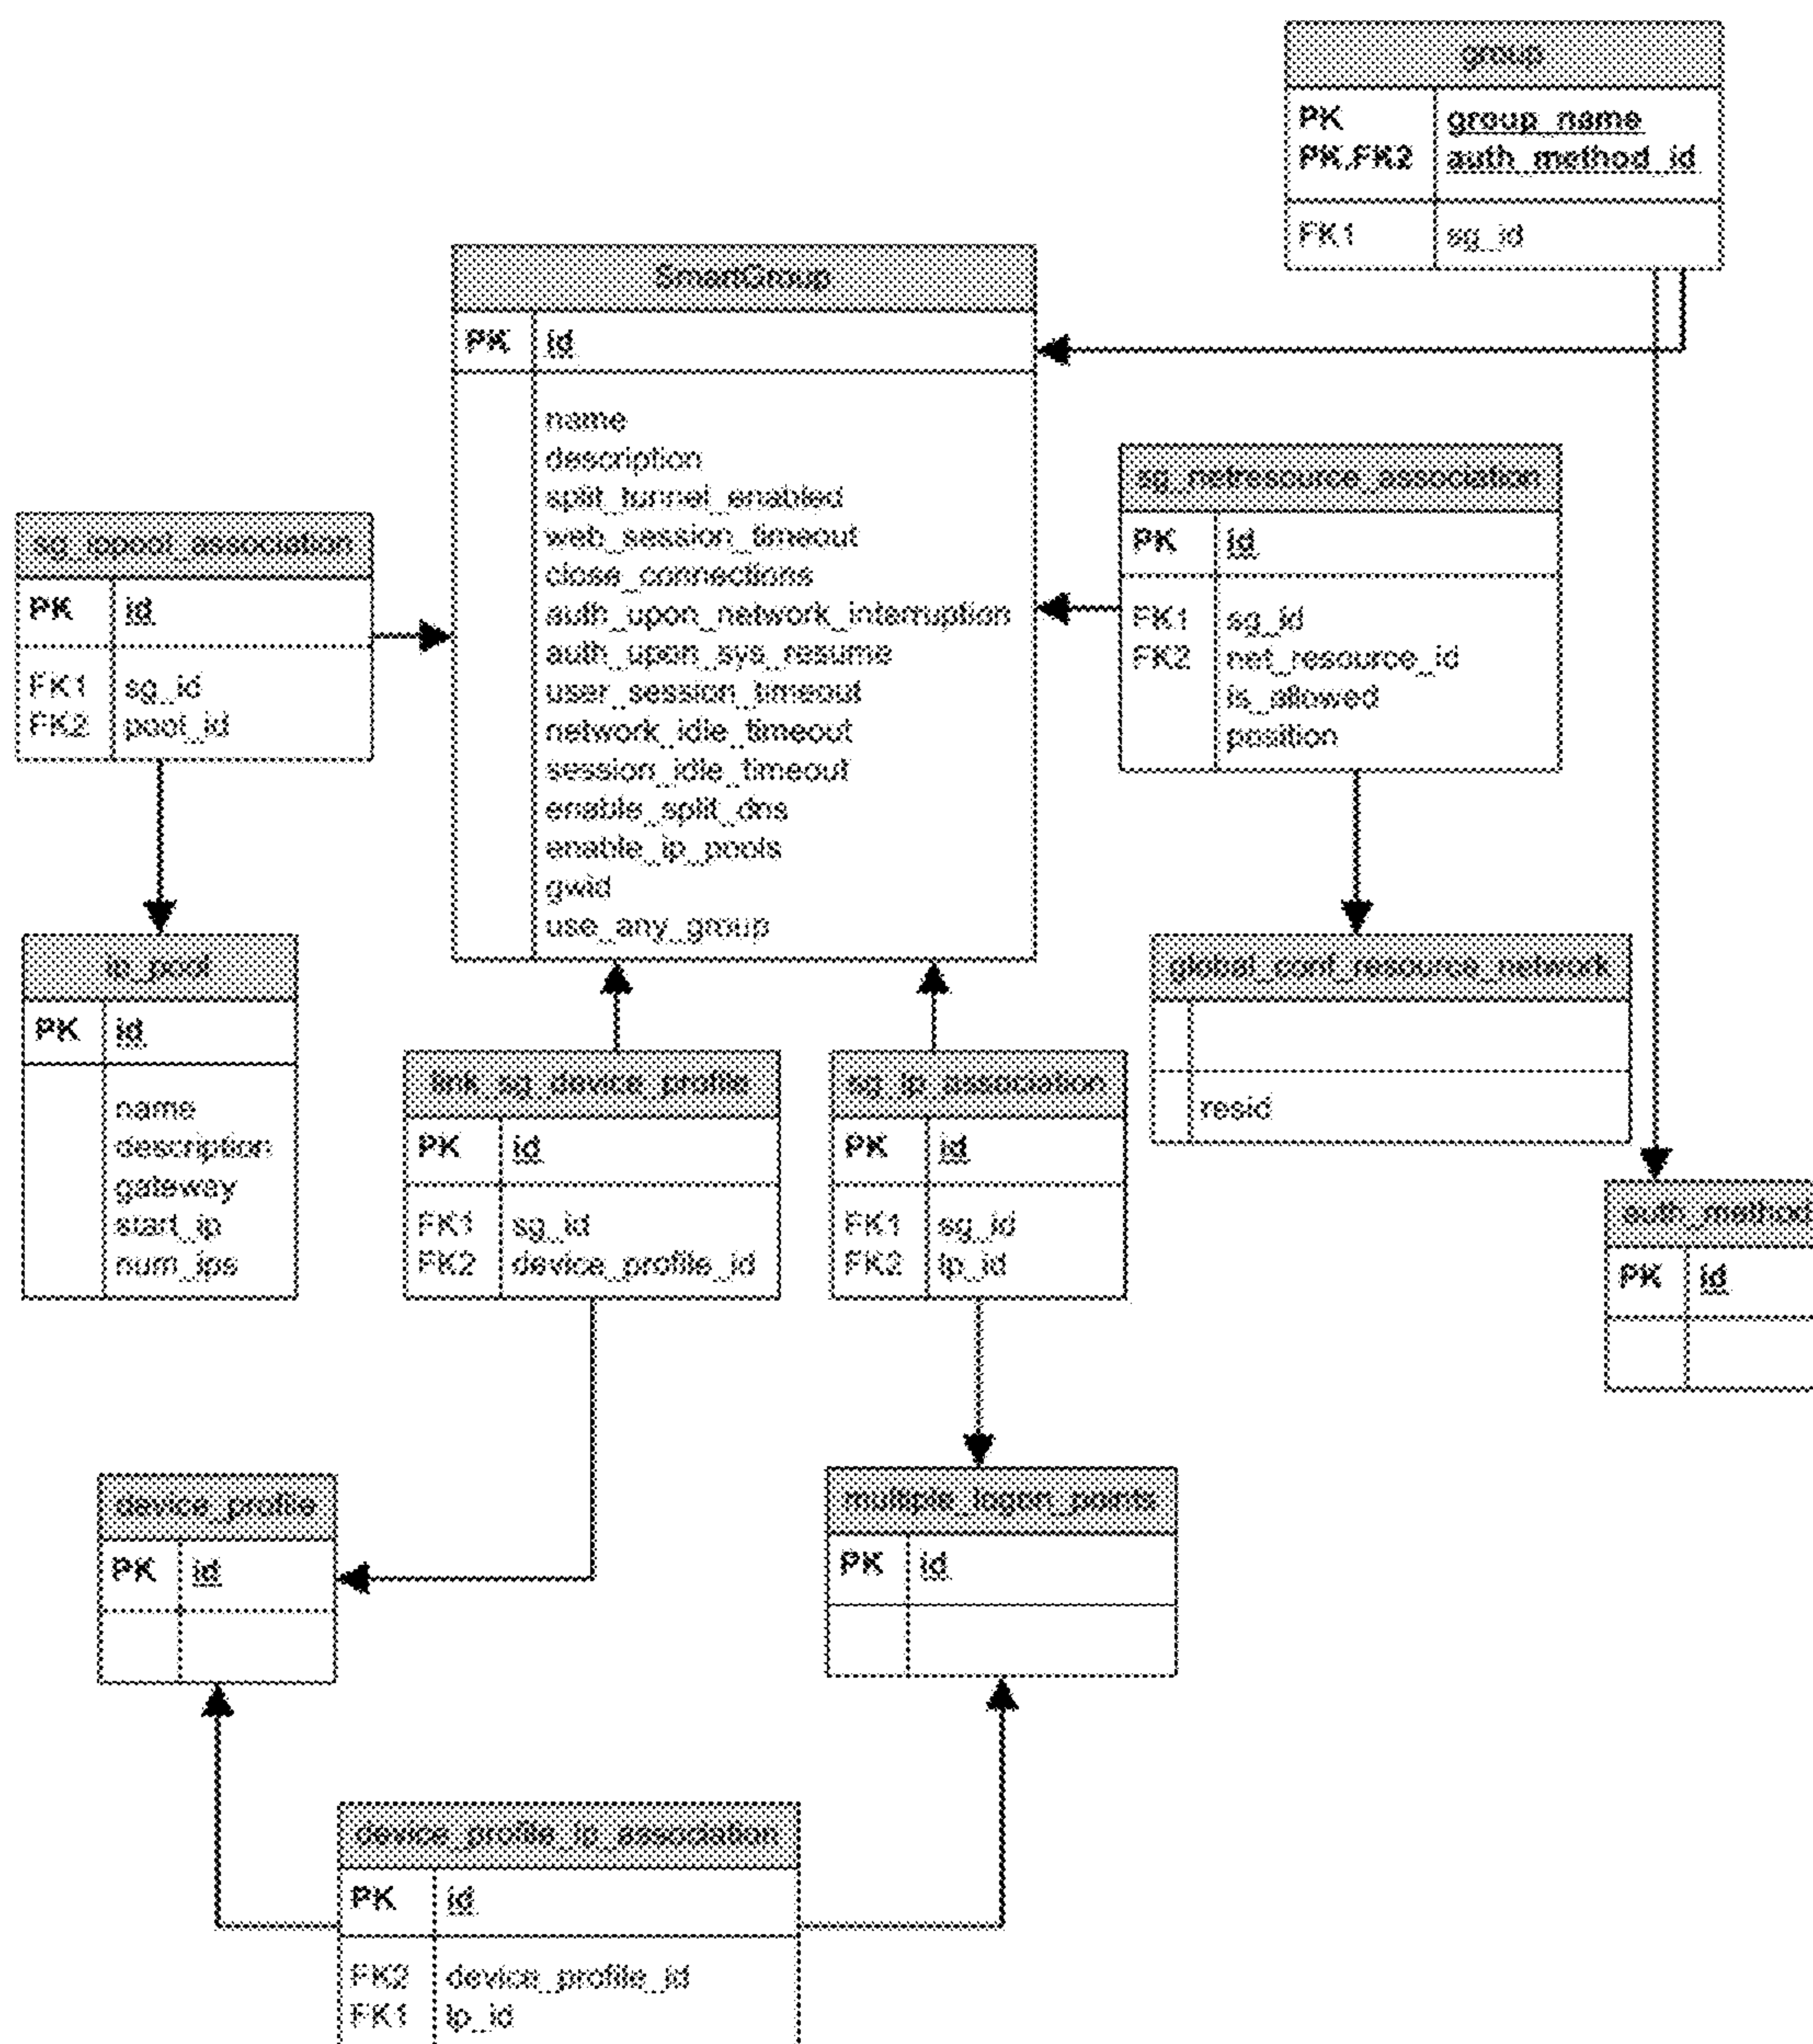 group
PK group_name
PK,FK2 auth_method_id
FK1 sg_id
SmartGroup
PK id
name
description
split_tunnel_enabled
web_session_timeout
close_connections
auth_upon_network_interruption
auth_upon_sys_resume
user_session_timeout
network_idle_timeout
session_idle_timeout
enable_split_dns
enable_ip_pools
gwid
use_any_group
sg_netresource_association
PK id
FK1 sg_id
FK2 net_resource_id
is_allowed
position
sg_ippool_association
PK id
FK1 sg_id
FK2 pool_id
ip_pool
PK id
name
description
gateway
start_ip
num_ips
link_sg_device_profile
PK id
FK1 sg_id
FK2 device_profile_id
sg_lp_association
PK id
FK1 sg_id
FK2 lp_id
global_conf_resource_network
resid
auth_method
PK id
device_profile
PK id
multiple_logon_points
PK id
device_profile_lp_association
PK id
FK2 device_profile_id
FK1 lp_id